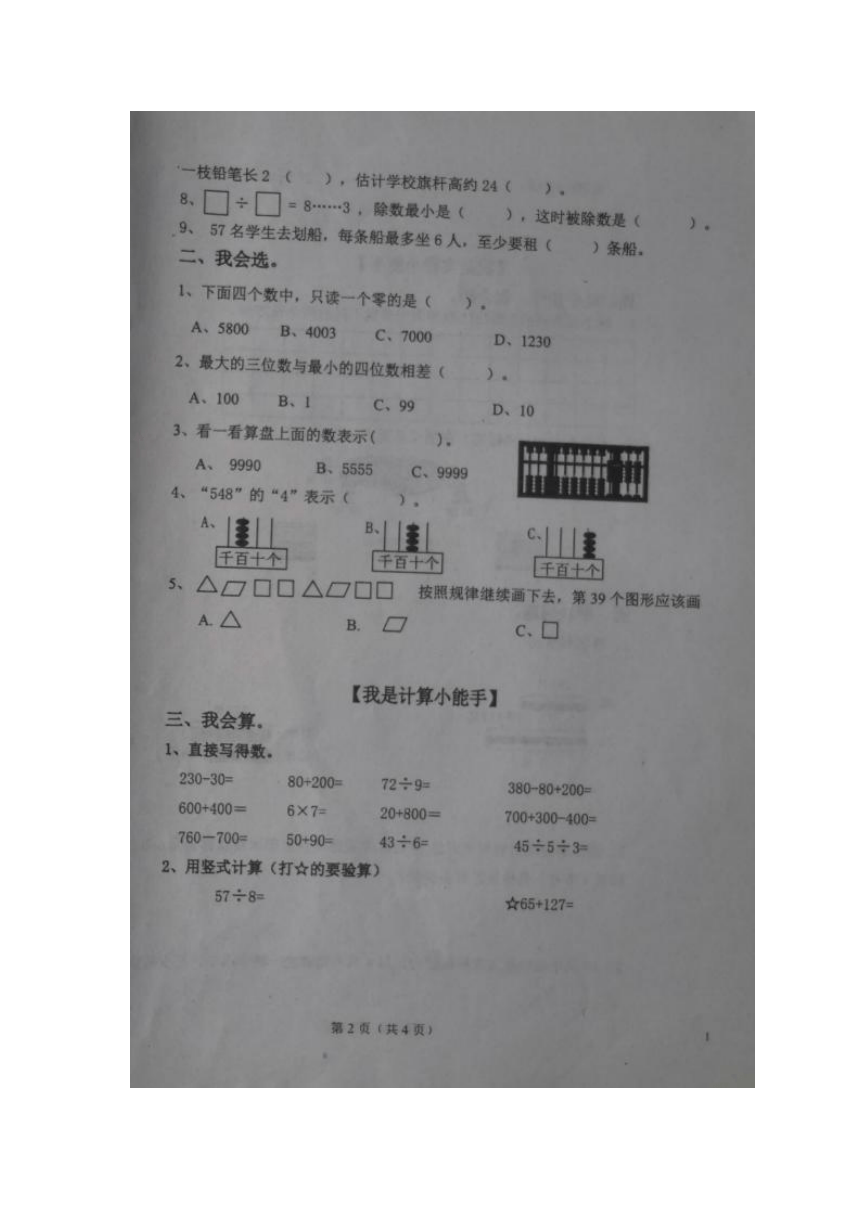 一枝铅笔长 2 （    ），估计学校旗杆高约 24（    ）。
8、□÷□= 8……3 ，除数最小是（    ），这时被除数是（    ）。
9、 57 名学生去划船，每条船最多坐 6 人，至少要租（    ）条船。
二、我会选。
1、下面四个数中，只读一个零的是（    ）。
A、5800 B、4003 C、7000 D、1230
2、最大的三位数与最小的四位数相差（    ）。
A、100 B、1 C、99 D、10
3、看一看算盘上面的数表示(    )。
A、 9990 B、5555 C、9999
4、“548”的“4”表示（    ）。
A、 B、 C、
千百十个 千百十个 千百十个
5、△▱□□△▱□□ 按照规律继续画下去，第 39 个图形应该画
A. △ B. ▱ C、□
【我是计算小能手】
三、我会算。
1、直接写得数。
230-30= 80+200= 72÷9= 380-80+200=
600+400＝ 6×7= 20+800＝ 700+300-400=
760－700= 50+90= 43÷6= 45÷5÷3=
2、用竖式计算（打☆的要验算）
57÷8= ☆65+127=
第 2 页（共 4 页）
1